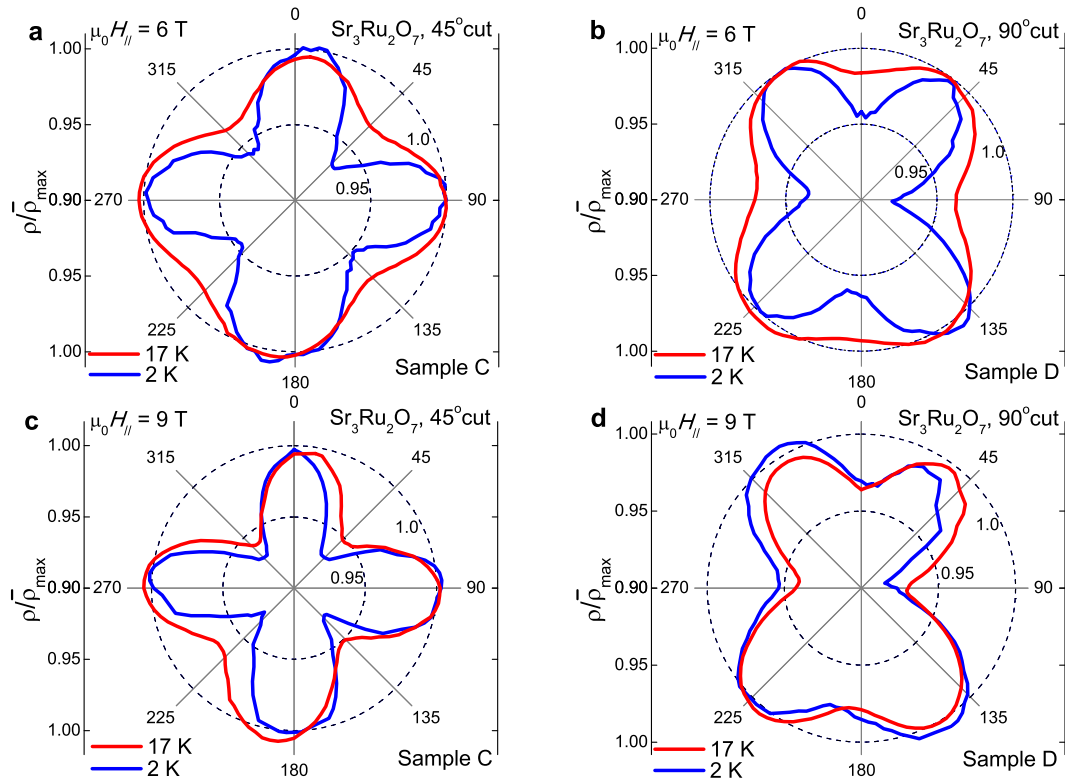 a
μ₀H// = 6 T
0
Sr₃Ru₂O₇, 45°cut
1.00
315
45
0.95
1.0
0.95
0.90
270
90
ρ/ρ̄max
0.95
225
135
1.00
17 K
2 K
180
Sample C
b
μ₀H// = 6 T
0
Sr₃Ru₂O₇, 90°cut
1.00
315
45
0.95
1.0
0.95
0.90
270
90
ρ/ρ̄max
0.95
225
135
1.00
17 K
2 K
180
Sample D
c
μ₀H// = 9 T
0
Sr₃Ru₂O₇, 45°cut
1.00
315
45
0.95
1.0
0.95
0.90
270
90
ρ/ρ̄max
0.95
225
135
1.00
17 K
2 K
180
Sample C
d
μ₀H// = 9 T
0
Sr₃Ru₂O₇, 90°cut
1.00
315
45
0.95
1.0
0.95
0.90
270
90
ρ/ρ̄max
0.95
225
135
1.00
17 K
2 K
180
Sample D